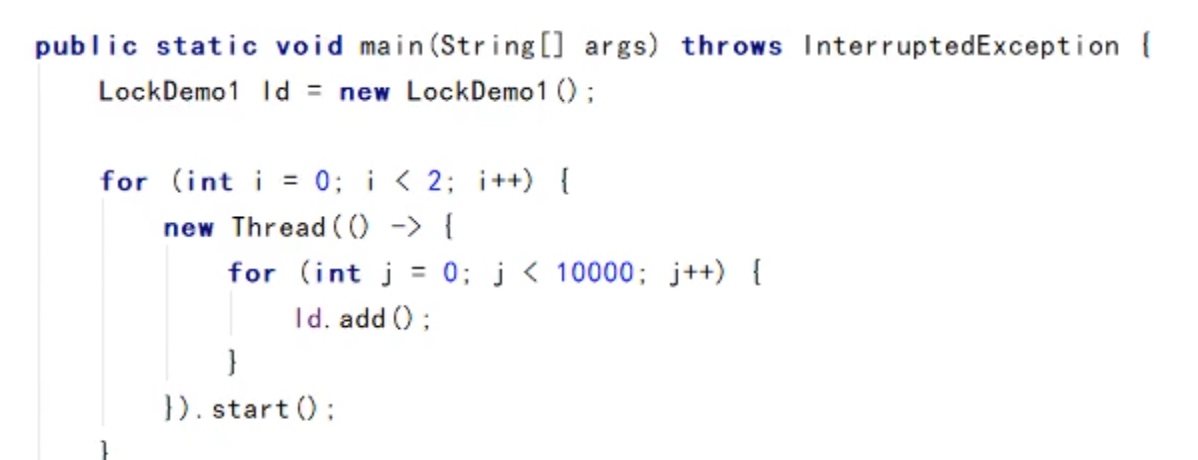 public static void main(String[] args) throws InterruptedException {
LockDemo1 ld = new LockDemo1();
for (int i = 0; i < 2; i++) {
new Thread(() -> {
for (int j = 0; j < 10000; j++) {
ld.add();
}
}).start();
}